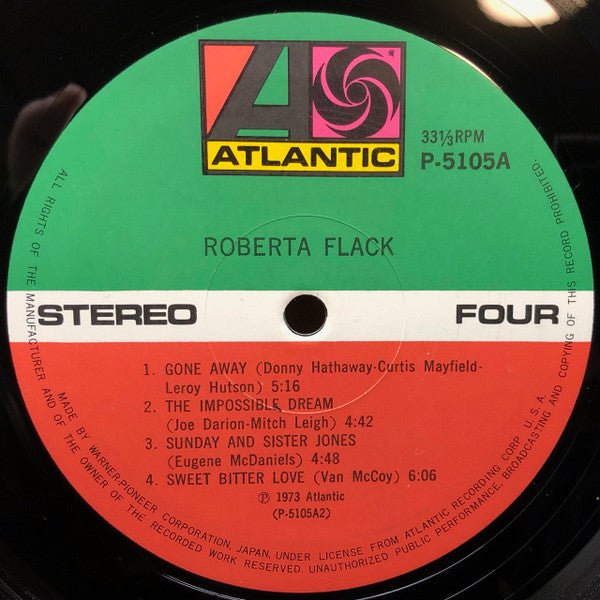 ATLANTIC
33⅓RPM
P-5105A
ROBERTA FLACK
STEREO FOUR
1. GONE AWAY (Donny Hathaway-Curtis Mayfield-
Leroy Hutson) 5:16
2. THE IMPOSSIBLE DREAM
(Joe Darion-Mitch Leigh) 4:42
3. SUNDAY AND SISTER JONES
(Eugene McDaniels) 4:48
4. SWEET BITTER LOVE (Van McCoy) 6:06
℗ 1973 Atlantic
(P-5105A2)
MADE BY WARNER-PIONEER CORPORATION, JAPAN, UNDER LICENSE FROM ATLANTIC RECORDING CORP. U.S.A.
ALL RIGHTS OF THE MANUFACTURER AND OF THE OWNER OF THE RECORDED WORK RESERVED. UNAUTHORIZED PUBLIC PERFORMANCE, BROADCASTING AND COPYING OF THIS RECORD PROHIBITED.